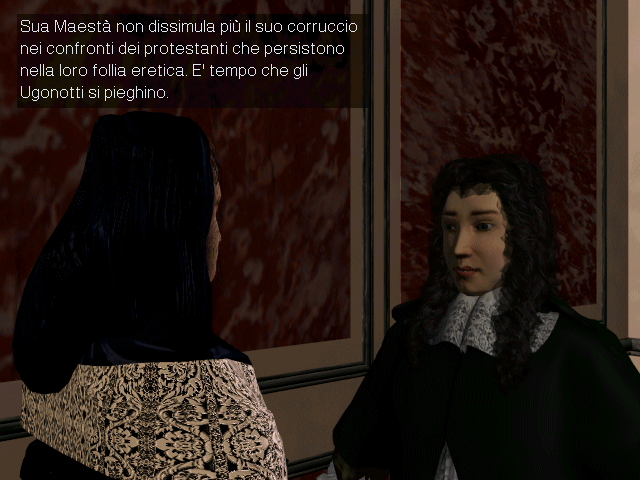 Sua Maestà non dissimula più il suo corruccio
nei confronti dei protestanti che persistono
nella loro follia eretica. E' tempo che gli
Ugonotti si pieghino.